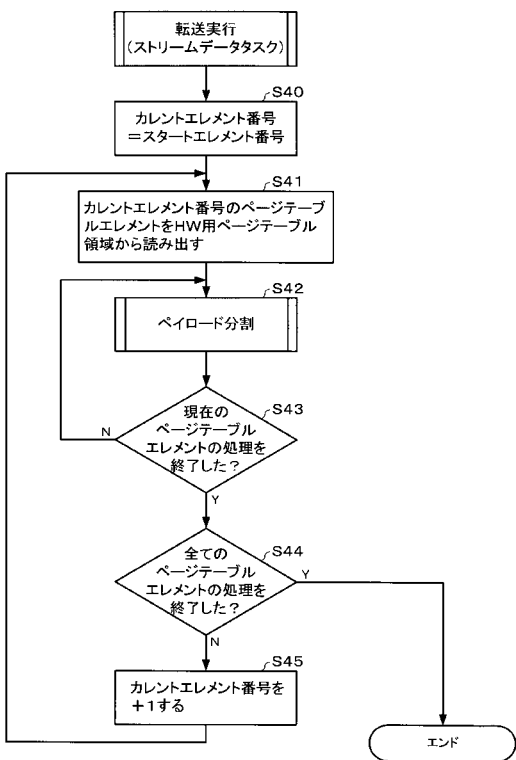 転送実行
(ストリームデータタスク)
S40
カレントエレメント番号
=スタートエレメント番号
S41
カレントエレメント番号のページテーブ
ルエレメントをHW用ページテーブル
領域から読み出す
S42
ペイロード分割
S43
現在の
ページテーブル
エレメントの処理を
終了した?
N
Y
S44
全ての
ページテーブル
エレメントの処理を
終了した?
Y
N
S45
カレントエレメント番号を
+1する
エンド